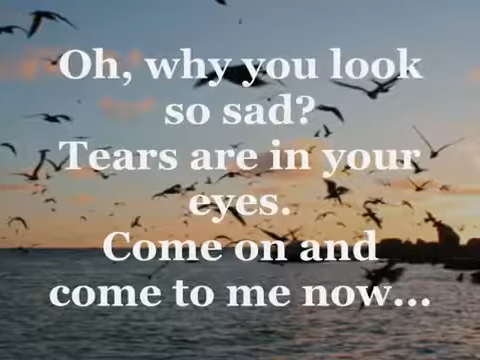 Oh, why you look
so sad?
Tears are in your
eyes.
Come on and
come to me now...